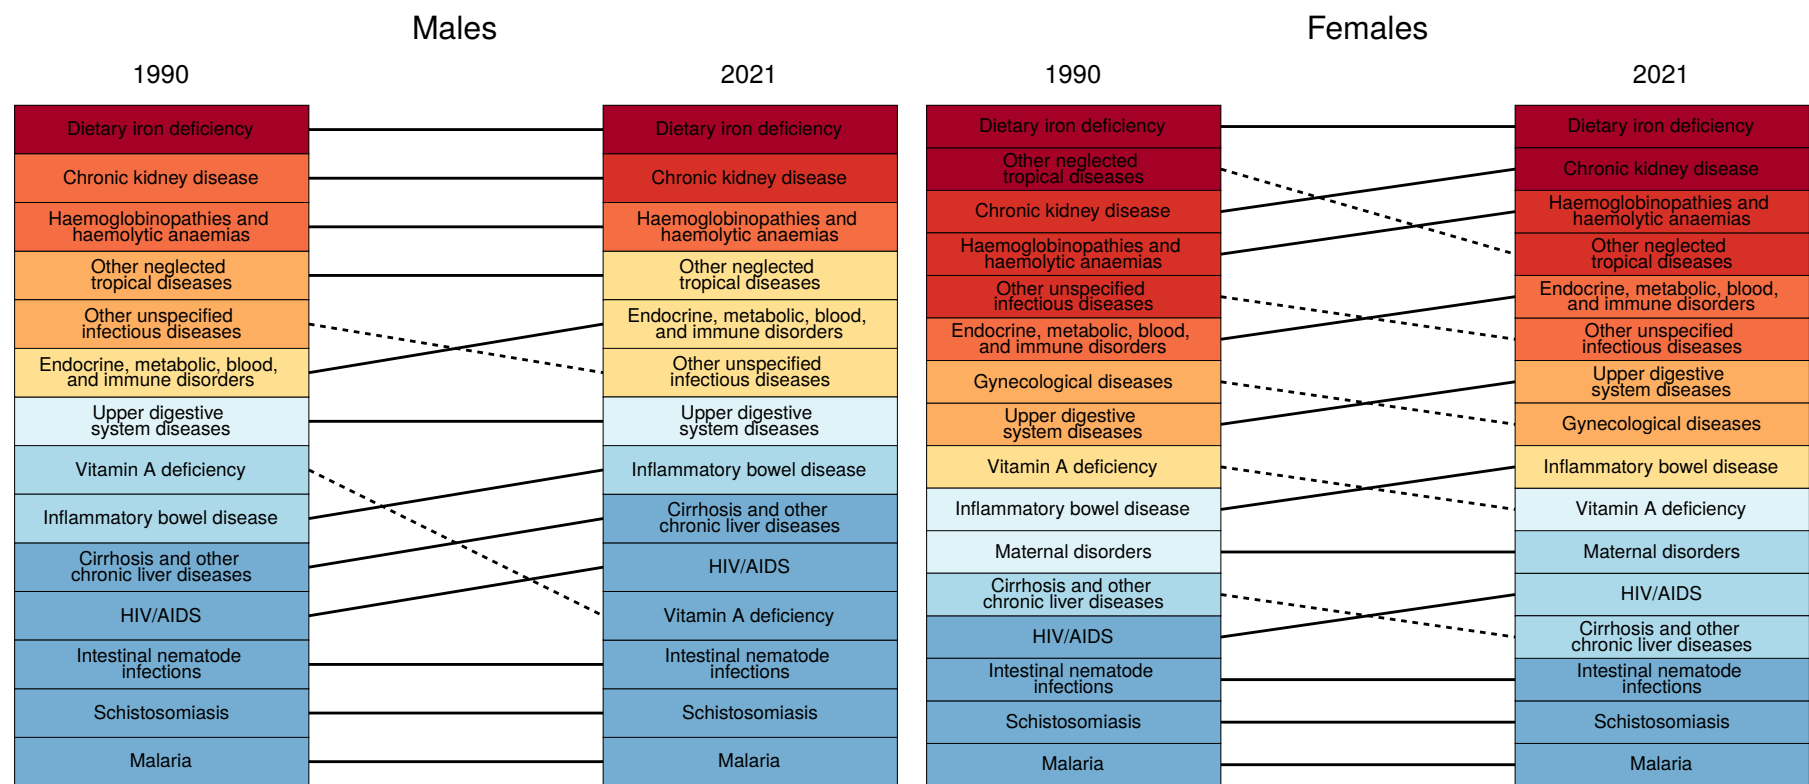 Males
1990
2021
Dietary iron deficiency
Chronic kidney disease
Haemoglobinopathies and
haemolytic anaemias
Other neglected
tropical diseases
Other unspecified
infectious diseases
Endocrine, metabolic, blood,
and immune disorders
Upper digestive
system diseases
Vitamin A deficiency
Inflammatory bowel disease
Cirrhosis and other
chronic liver diseases
HIV/AIDS
Intestinal nematode
infections
Schistosomiasis
Malaria
Dietary iron deficiency
Chronic kidney disease
Haemoglobinopathies and
haemolytic anaemias
Other neglected
tropical diseases
Endocrine, metabolic, blood,
and immune disorders
Other unspecified
infectious diseases
Upper digestive
system diseases
Inflammatory bowel disease
Cirrhosis and other
chronic liver diseases
HIV/AIDS
Vitamin A deficiency
Intestinal nematode
infections
Schistosomiasis
Malaria
Females
1990
2021
Dietary iron deficiency
Other neglected
tropical diseases
Chronic kidney disease
Haemoglobinopathies and
haemolytic anaemias
Other unspecified
infectious diseases
Endocrine, metabolic, blood,
and immune disorders
Gynecological diseases
Upper digestive
system diseases
Vitamin A deficiency
Inflammatory bowel disease
Maternal disorders
Cirrhosis and other
chronic liver diseases
HIV/AIDS
Intestinal nematode
infections
Schistosomiasis
Malaria
Dietary iron deficiency
Chronic kidney disease
Haemoglobinopathies and
haemolytic anaemias
Other neglected
tropical diseases
Endocrine, metabolic, blood,
and immune disorders
Other unspecified
infectious diseases
Upper digestive
system diseases
Gynecological diseases
Inflammatory bowel disease
Vitamin A deficiency
Maternal disorders
HIV/AIDS
Cirrhosis and other
chronic liver diseases
Intestinal nematode
infections
Schistosomiasis
Malaria